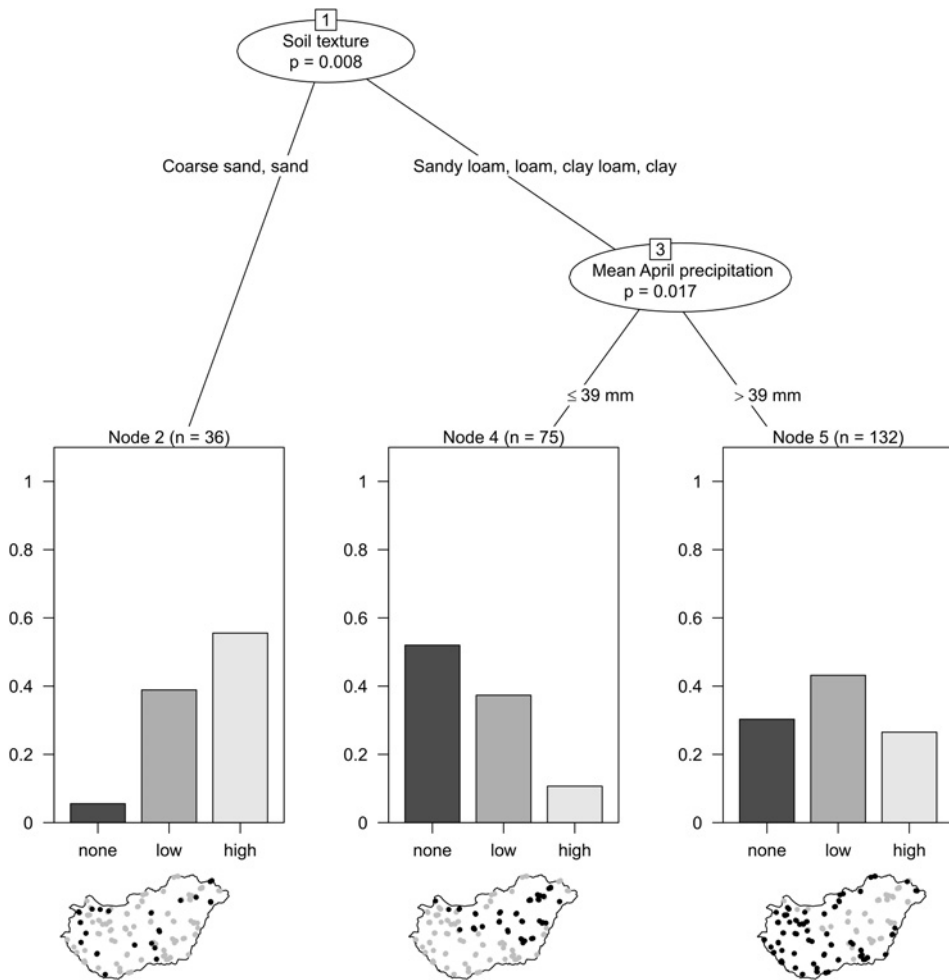 1
Soil texture
p = 0.008
Coarse sand, sand
Sandy loam, loam, clay loam, clay
3
Mean April precipitation
p = 0.017
≤ 39 mm
> 39 mm
Node 2 (n = 36)
1
0.8
0.6
0.4
0.2
0
none low high
Node 4 (n = 75)
1
0.8
0.6
0.4
0.2
0
none low high
Node 5 (n = 132)
1
0.8
0.6
0.4
0.2
0
none low high